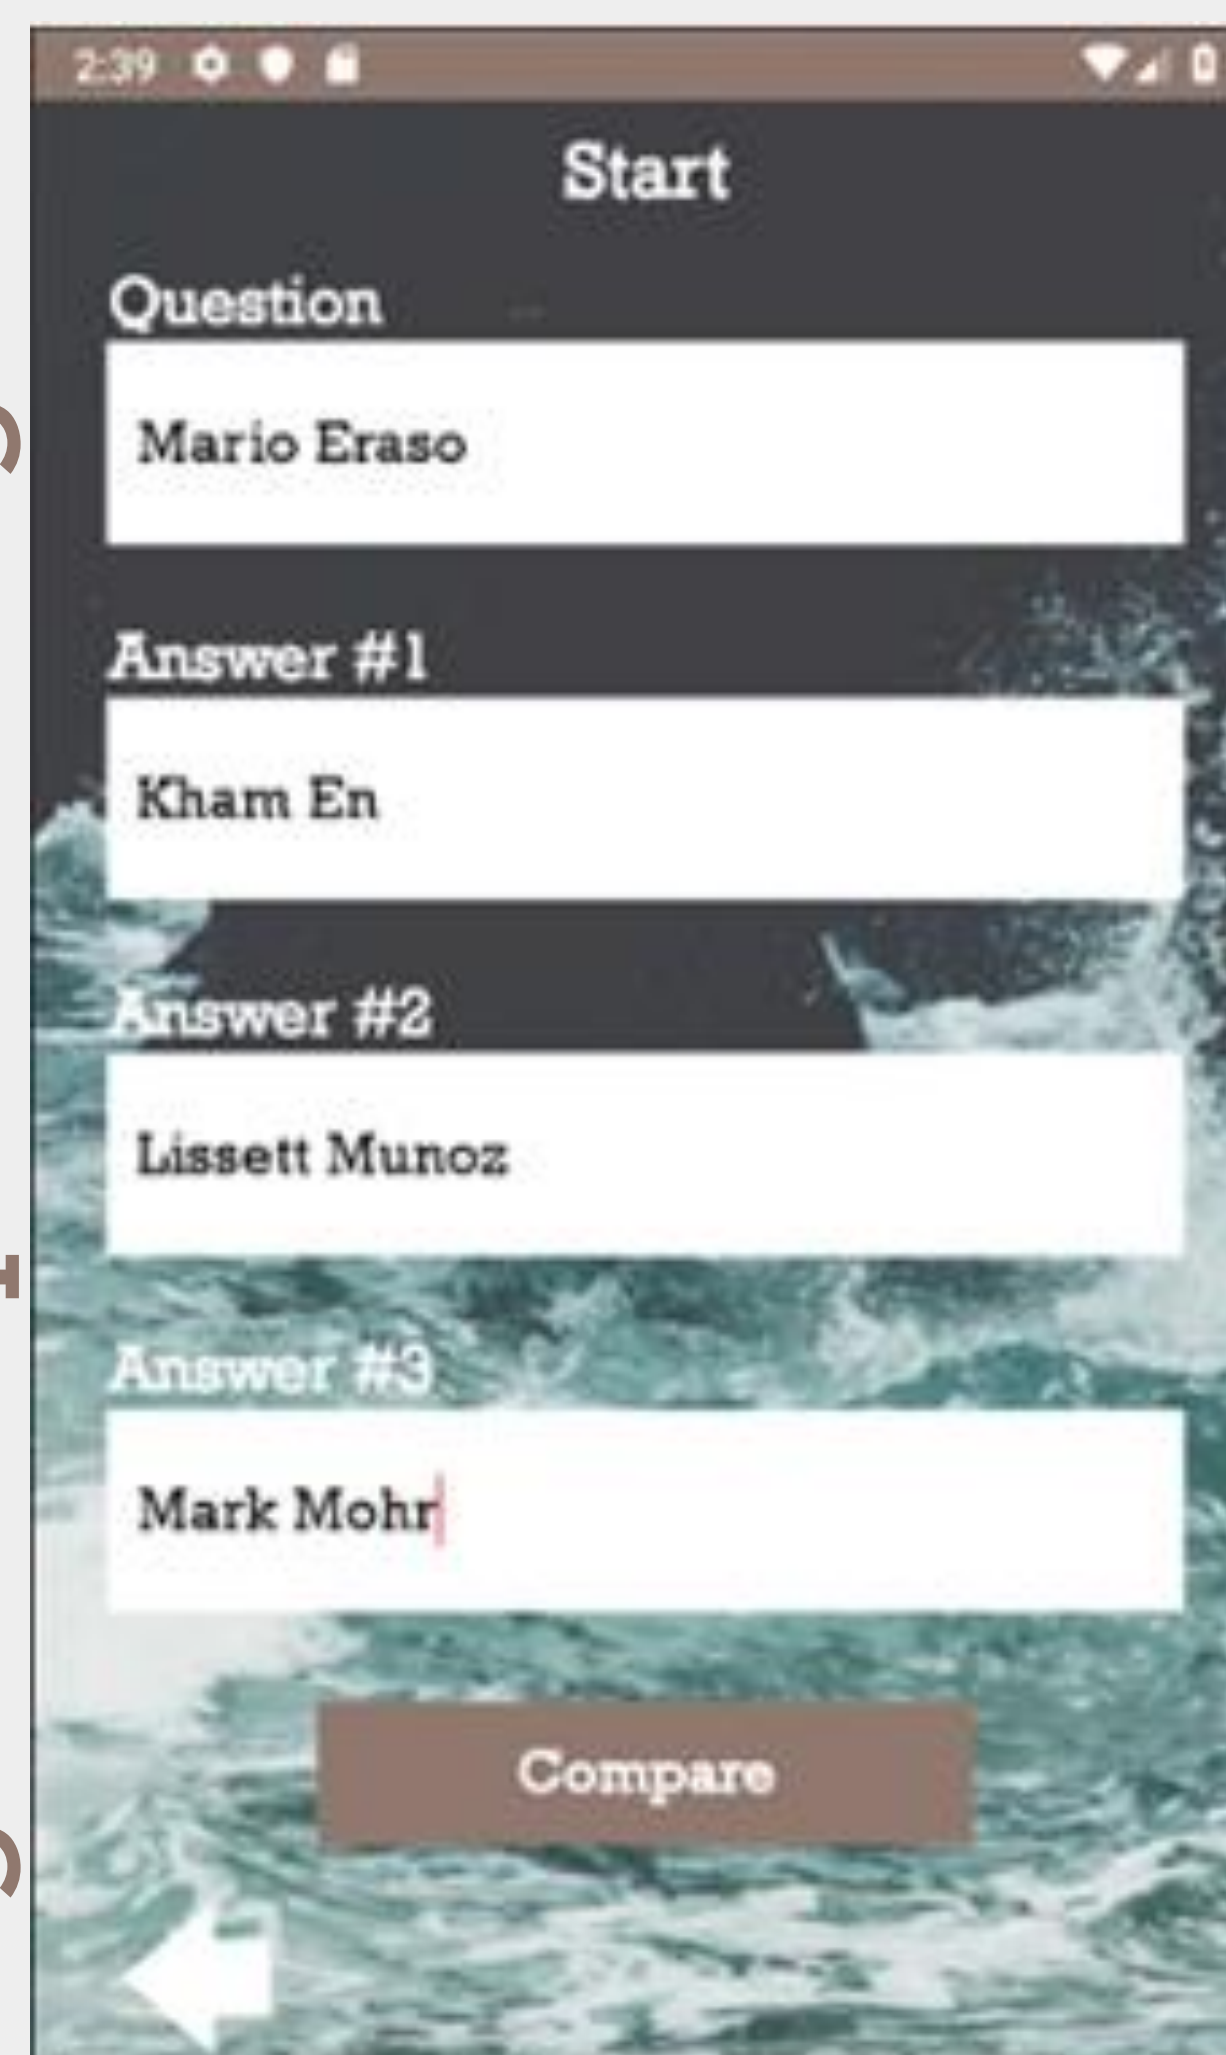 2:39
Start
Question
Mario Eraso
Answer #1
Kham En
Answer #2
Lissett Munoz
Answer #3
Mark Mohr
Compare